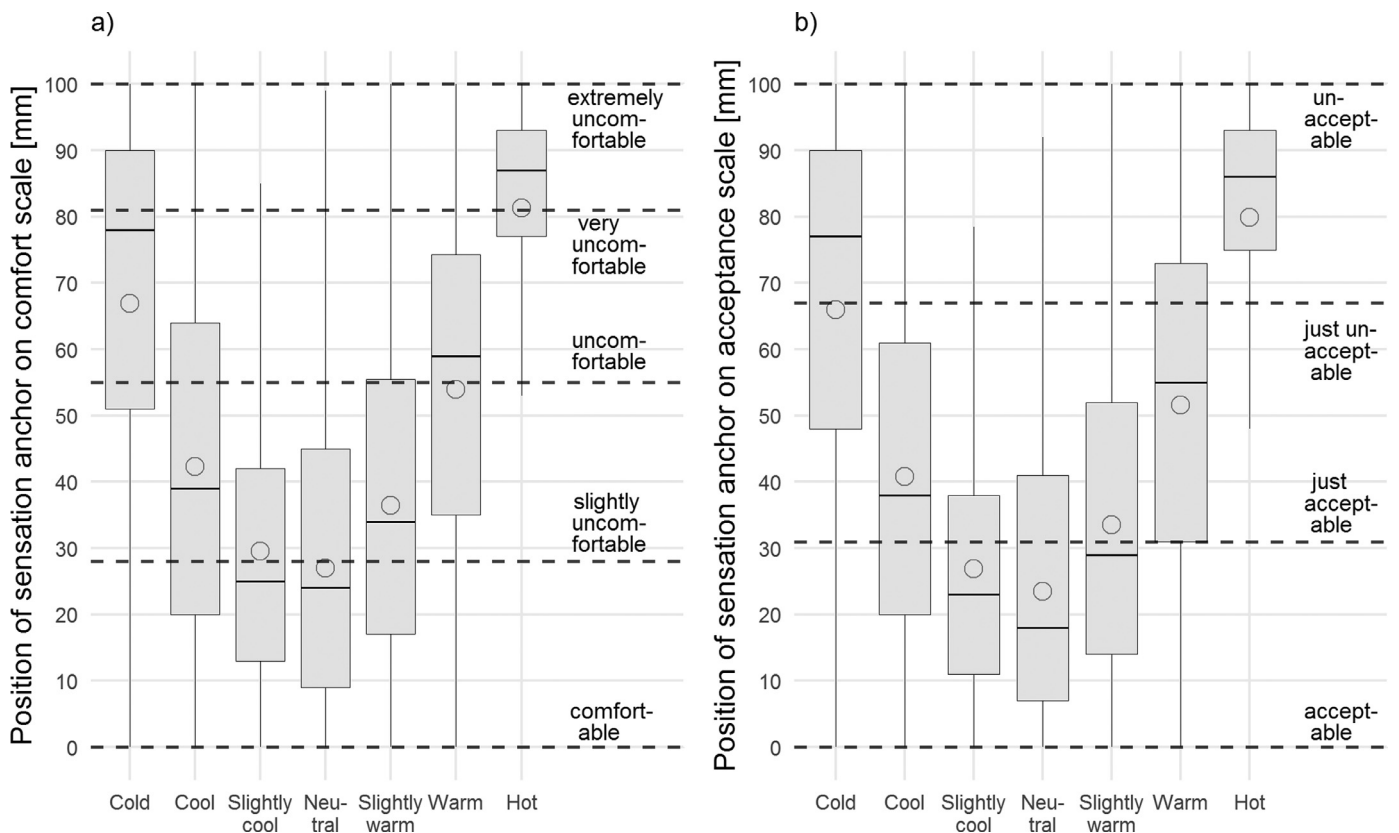 a)
Position of sensation anchor on comfort scale [mm]
100
90
80
70
60
50
40
30
20
10
0
extremely
uncom-
fortable
very
uncom-
fortable
uncom-
fortable
slightly
uncom-
fortable
comfort-
able
Cold
Cool
Slightly
cool
Neu-
tral
Slightly
warm
Warm
Hot
b)
Position of sensation anchor on acceptance scale [mm]
100
90
80
70
60
50
40
30
20
10
0
un-
accept-
able
just un-
accept-
able
just
accept-
able
accept-
able
Cold
Cool
Slightly
cool
Neu-
tral
Slightly
warm
Warm
Hot